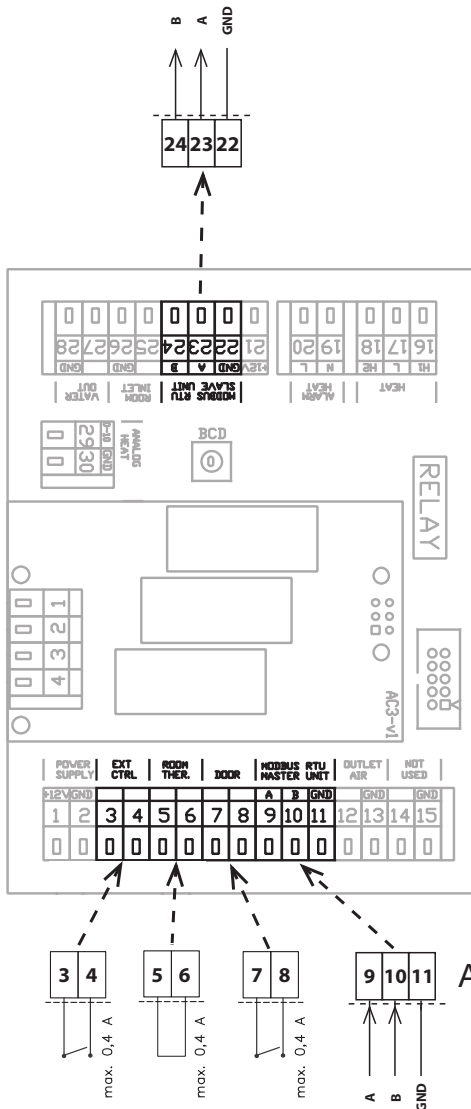 B
A
GND
24 23 22
28 27 26 25 24 23 22 21
GND GND B A GND +12V
WATER OUT
ROOM INLET
MODBUS RTU SLAVE UNIT
20 19
L N
ALARM HEAT
18 17 16
H2 L H1
HEAT
29 30
0-10 GND
ANALOG HEAT
BCD
RELAY
1
2
3
4
AC3-v1
POWER SUPPLY
EXT CTRL
ROOM THER.
DOOR
MODBUS RTU MASTER UNIT
OUTLET AIR
NOT USED
+12V GND A B GND GND GND
1 2 3 4 5 6 7 8 9 10 11 12 13 14 15
3 4
5 6
7 8
9 10 11
A
max. 0,4 A
max. 0,4 A
max. 0,4 A
A
B
GND